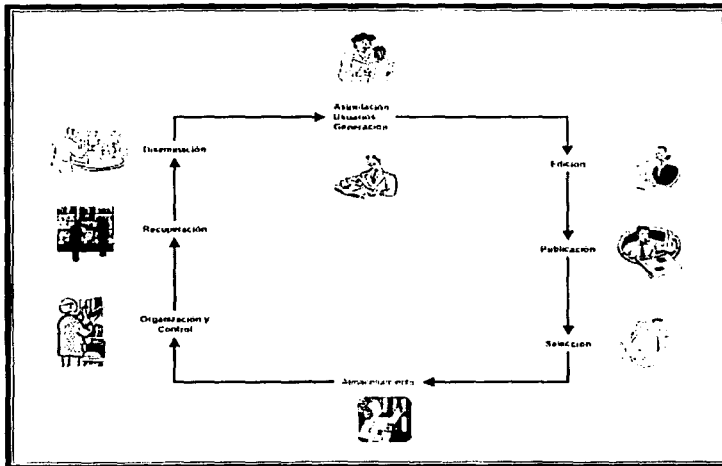 Asimilación
Usuarios
Generación
Diseminación
Edición
Recuperación
Publicación
Organización y
Control
Selección
Almacenamiento